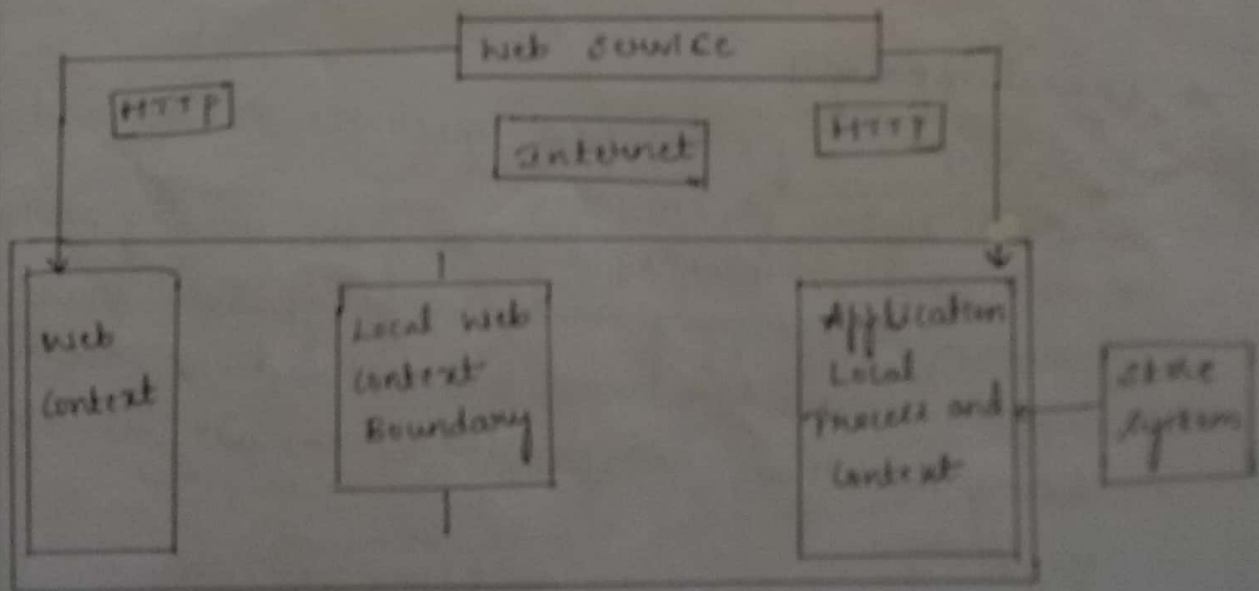 Web Service
HTTP
Internet
HTTP
Web
Context
Local Web
Context
Boundary
Application
Local
Process and
Context
System